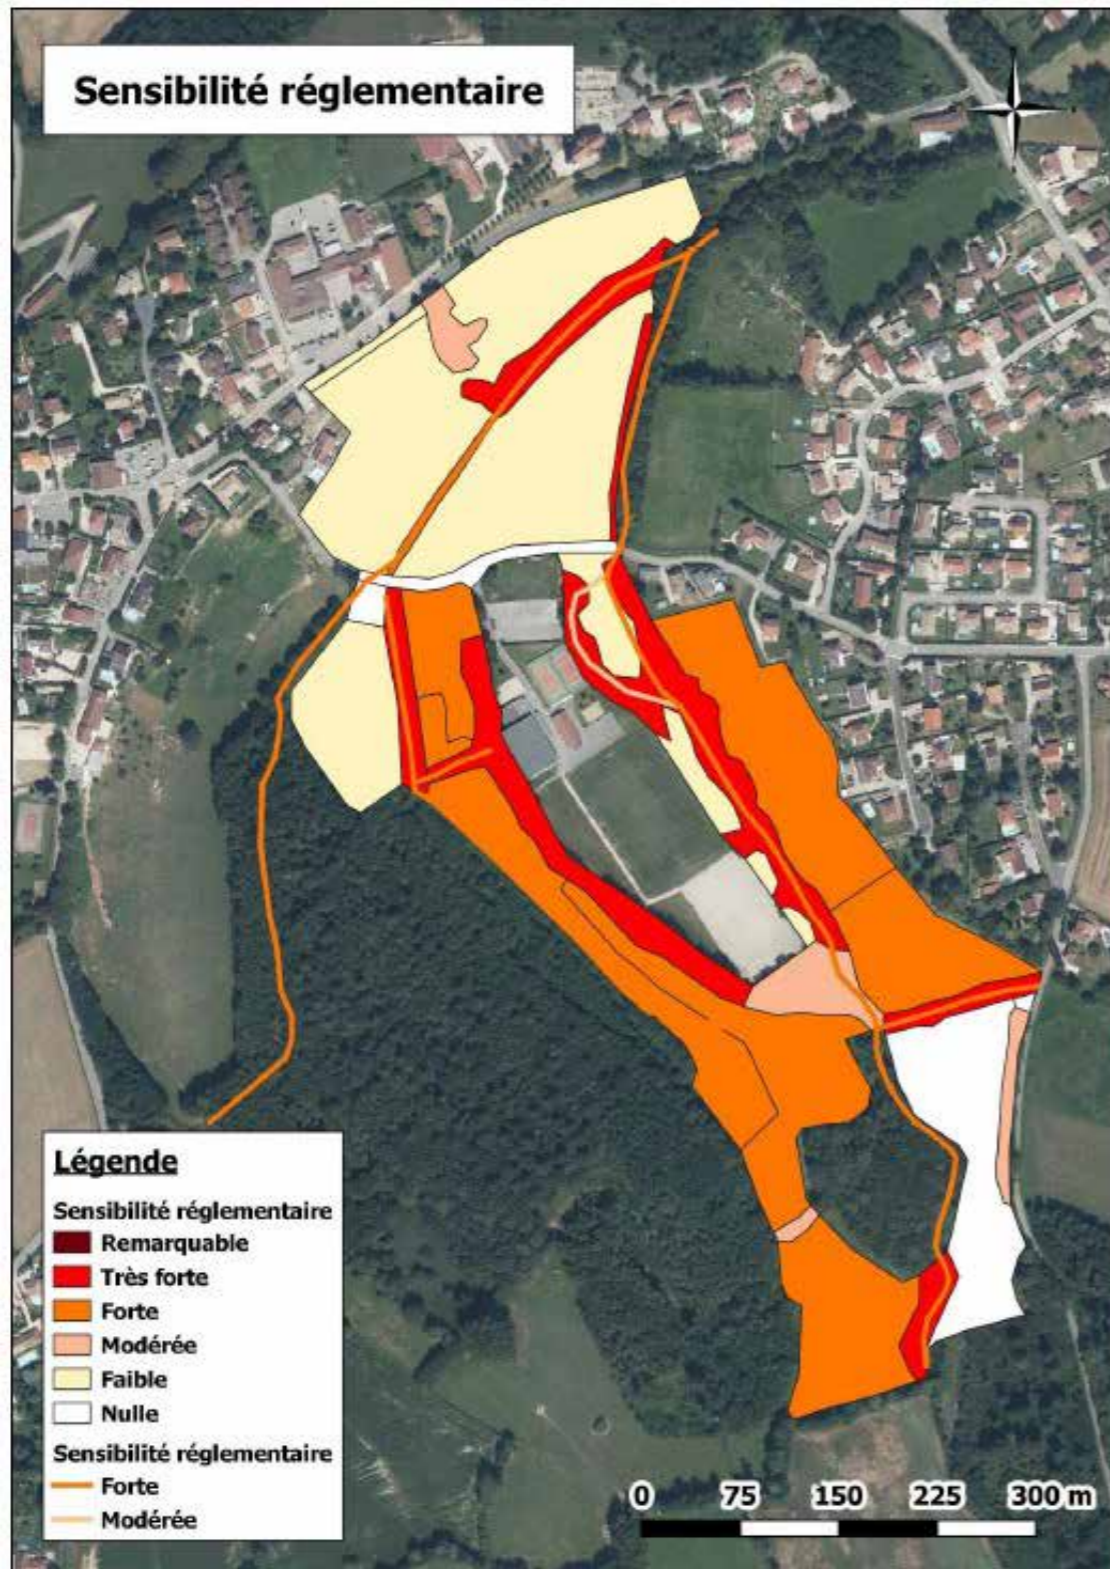 Sensibilité réglementaire
Légende
Sensibilité réglementaire
Remarquable
Très forte
Forte
Modérée
Faible
Nulle
Sensibilité réglementaire
Forte
Modérée
0 75 150 225 300 m